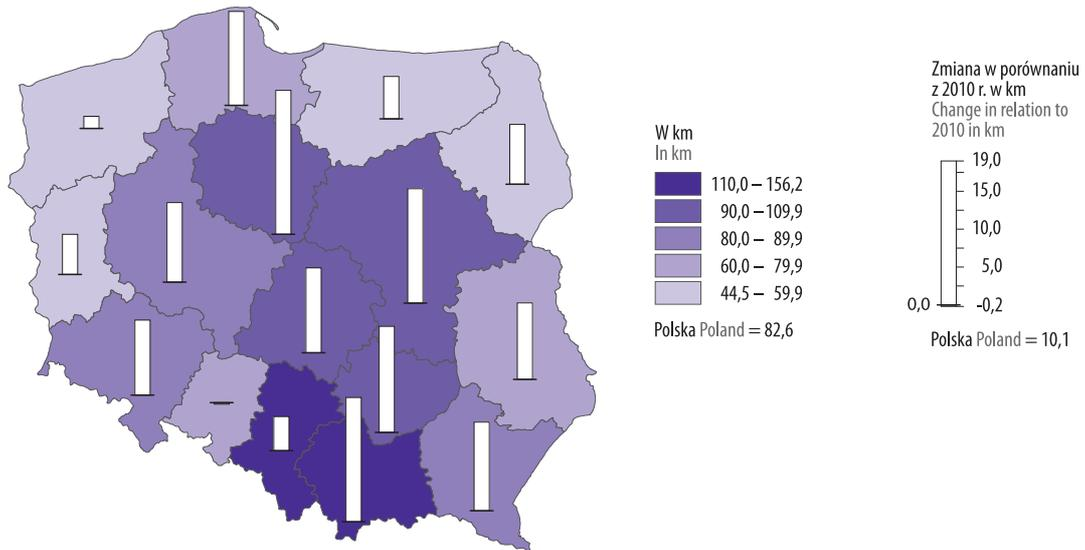 W km
In km
110,0 – 156,2
90,0 – 109,9
80,0 – 89,9
60,0 – 79,9
44,5 – 59,9
Polska Poland = 82,6
Zmiana w porównaniu
z 2010 r. w km
Change in relation to
2010 in km
19,0
15,0
10,0
5,0
0,0 -0,2
Polska Poland = 10,1